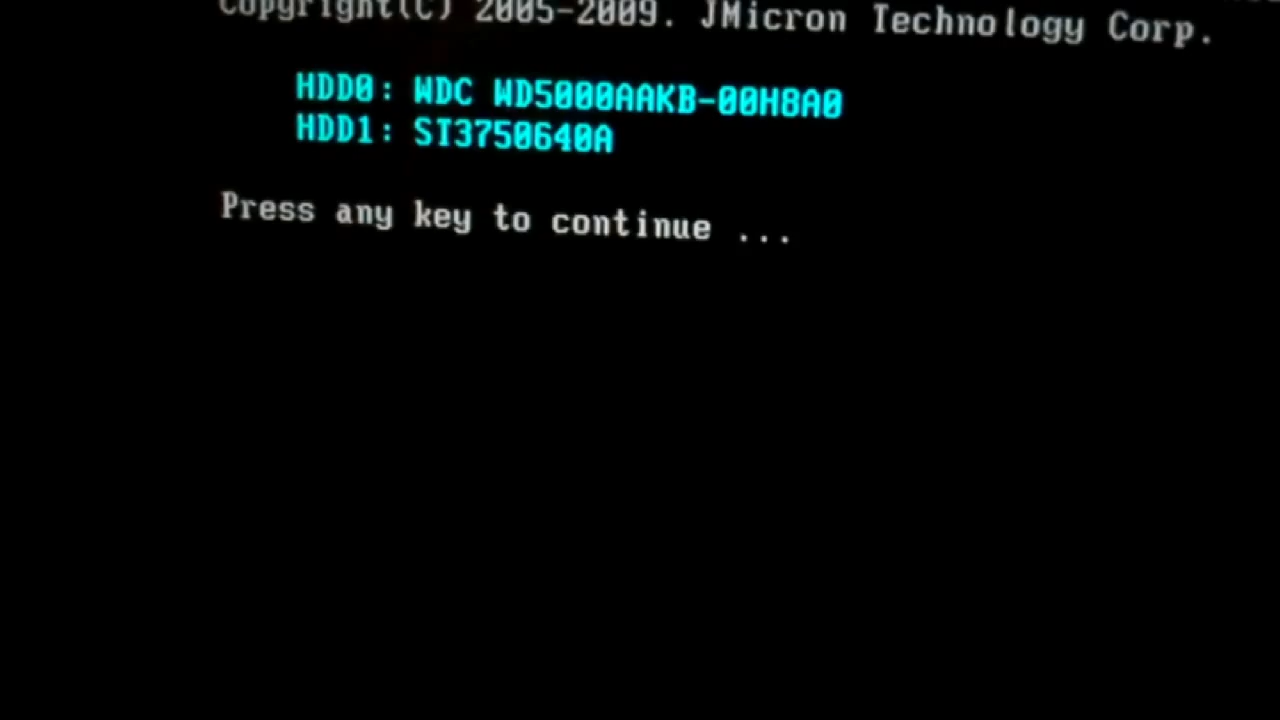 Copyright(C) 2005-2009. JMicron Technology Corp.
HDD0: WDC WD5000AAKB-00H8A0
HDD1: ST3750640A
Press any key to continue ...